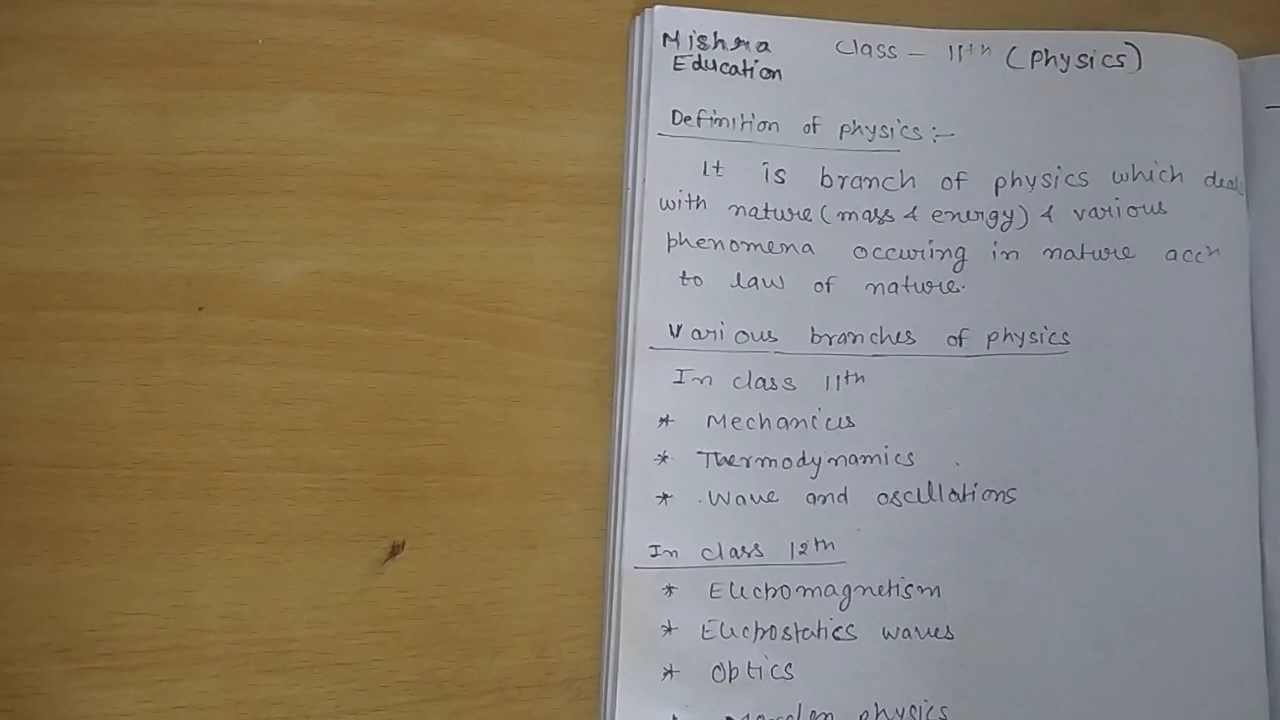 Mishra Class - 11th (Physics)
Education
Definition of physics :-
It is branch of physics which deal
with nature (mass & energy) & various
phenomena occuring in nature accn
to law of nature.
Various branches of physics
In class 11th
* Mechanics
* Thermodynamics
* Wave and oscillations
In class 12th
* Electromagnetism
* Electrostatics waves
* Optics
* physics